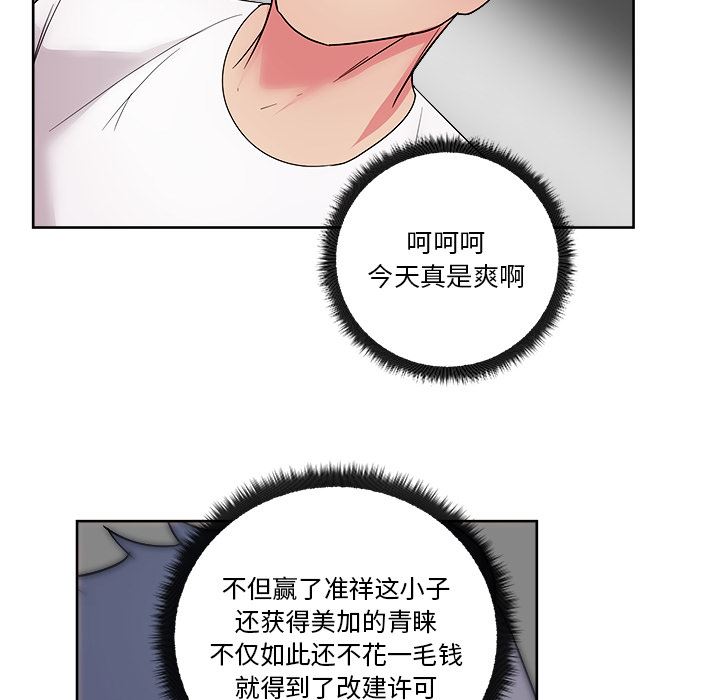 呵呵呵
今天真是爽啊
不但赢了准祥这小子
还获得美加的青睐
不仅如此还不花一毛钱
就得到了改建许可